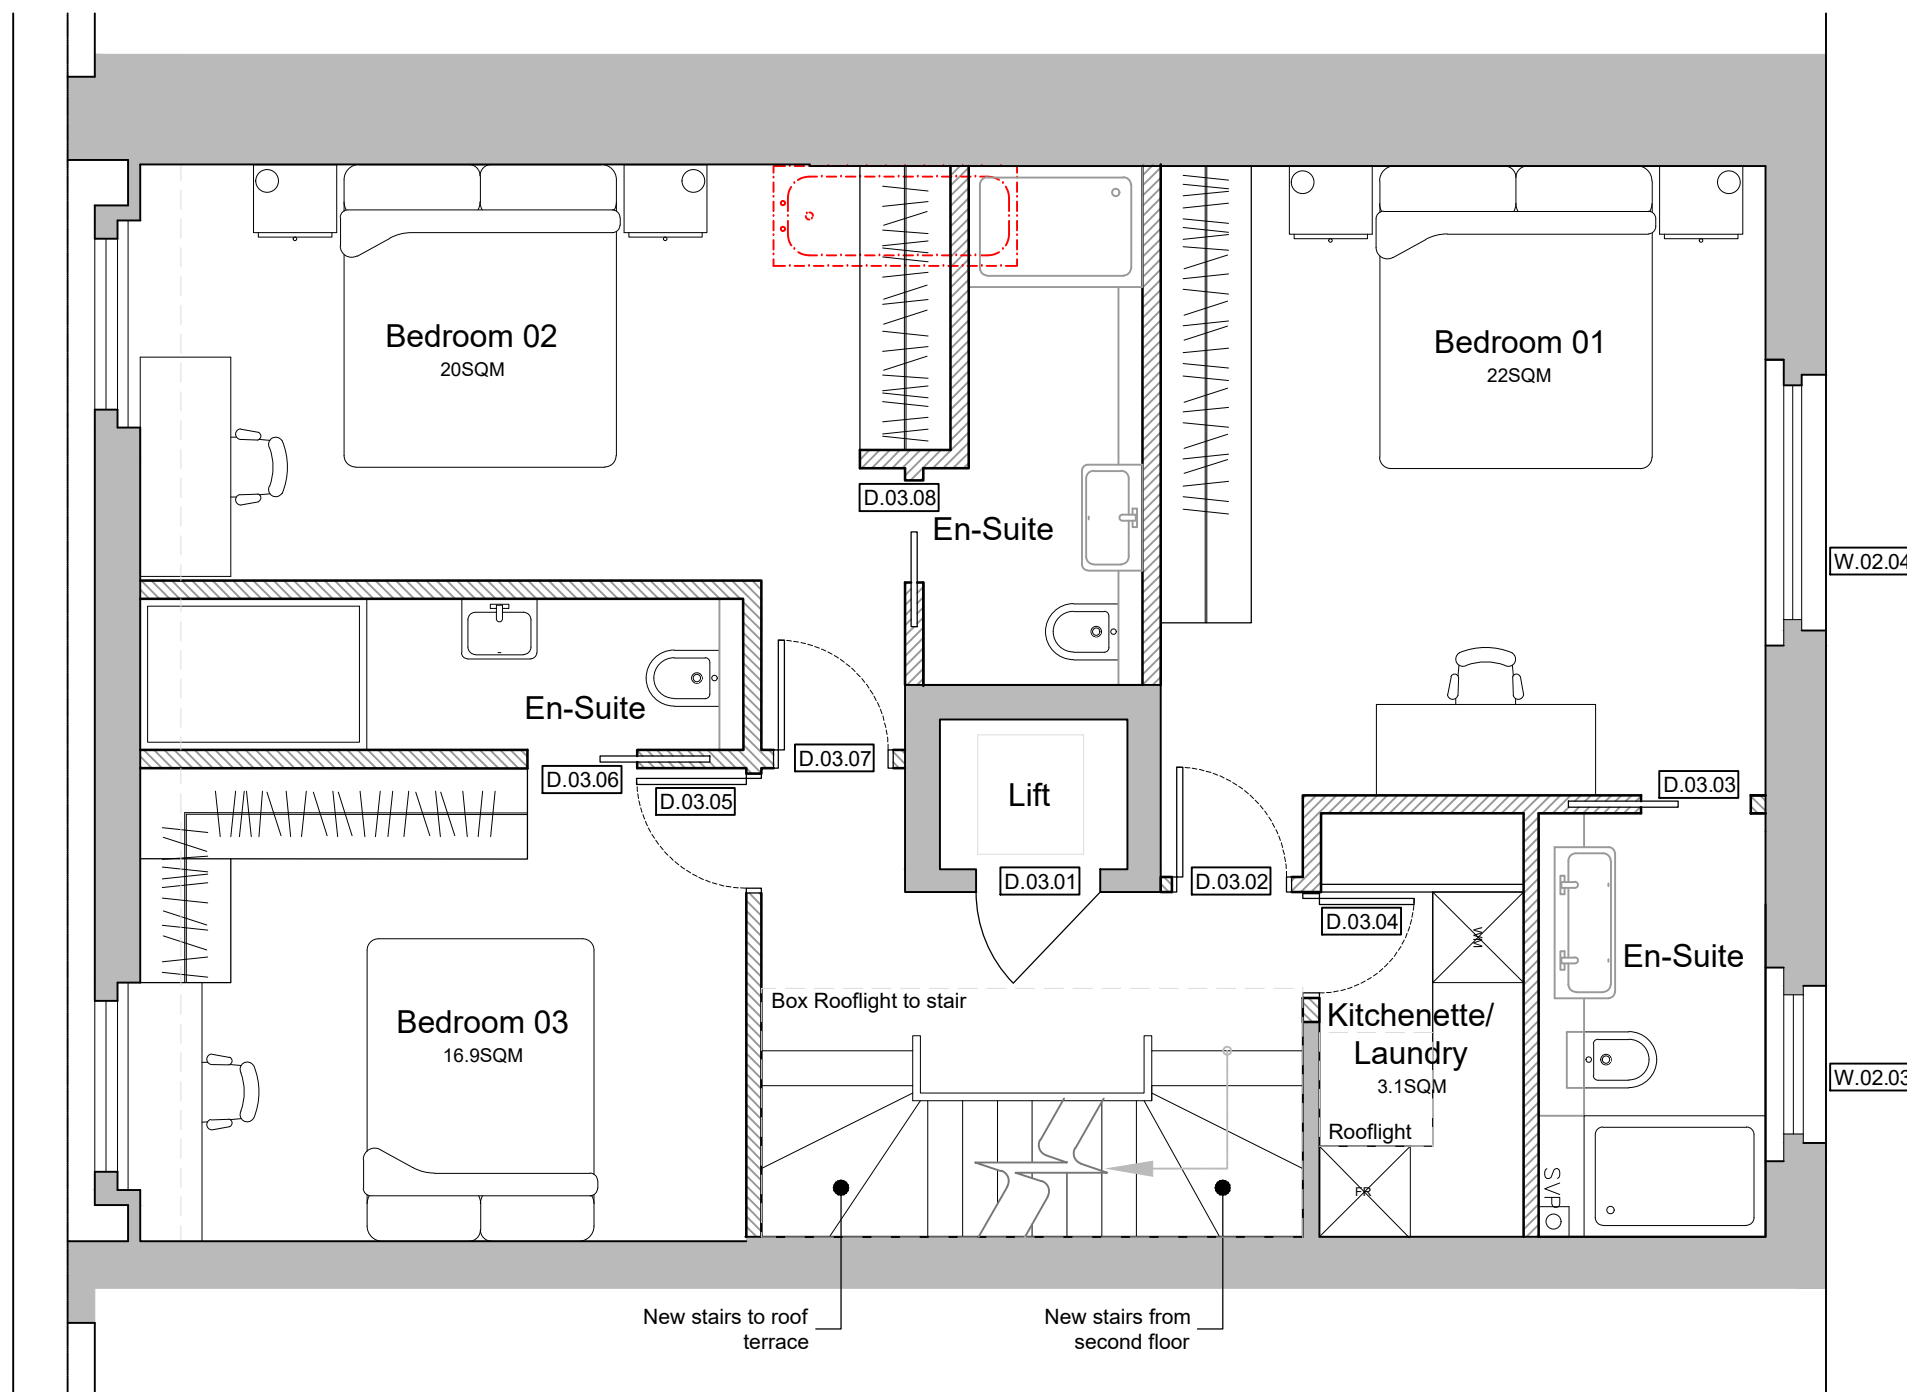 Bedroom 02
20SQM
Bedroom 01
22SQM
D.03.08
En-Suite
W.02.04
En-Suite
D.03.07
D.03.06
D.03.05
Lift
D.03.03
D.03.01
D.03.02
D.03.04
WM
En-Suite
Box Rooflight to stair
Bedroom 03
16.9SQM
Kitchenette/
Laundry
3.1SQM
W.02.03
Rooflight
FR
SVP
New stairs to roof
terrace
New stairs from
second floor